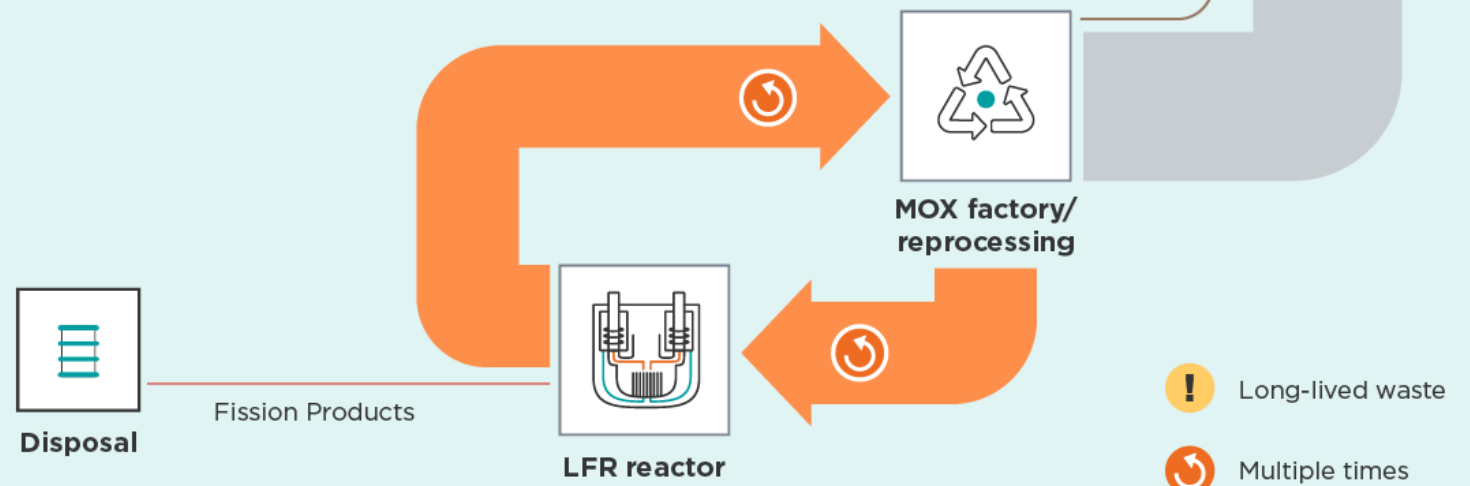 MOX factory/
reprocessing
Fission Products
Disposal
LFR reactor
! Long-lived waste
Multiple times